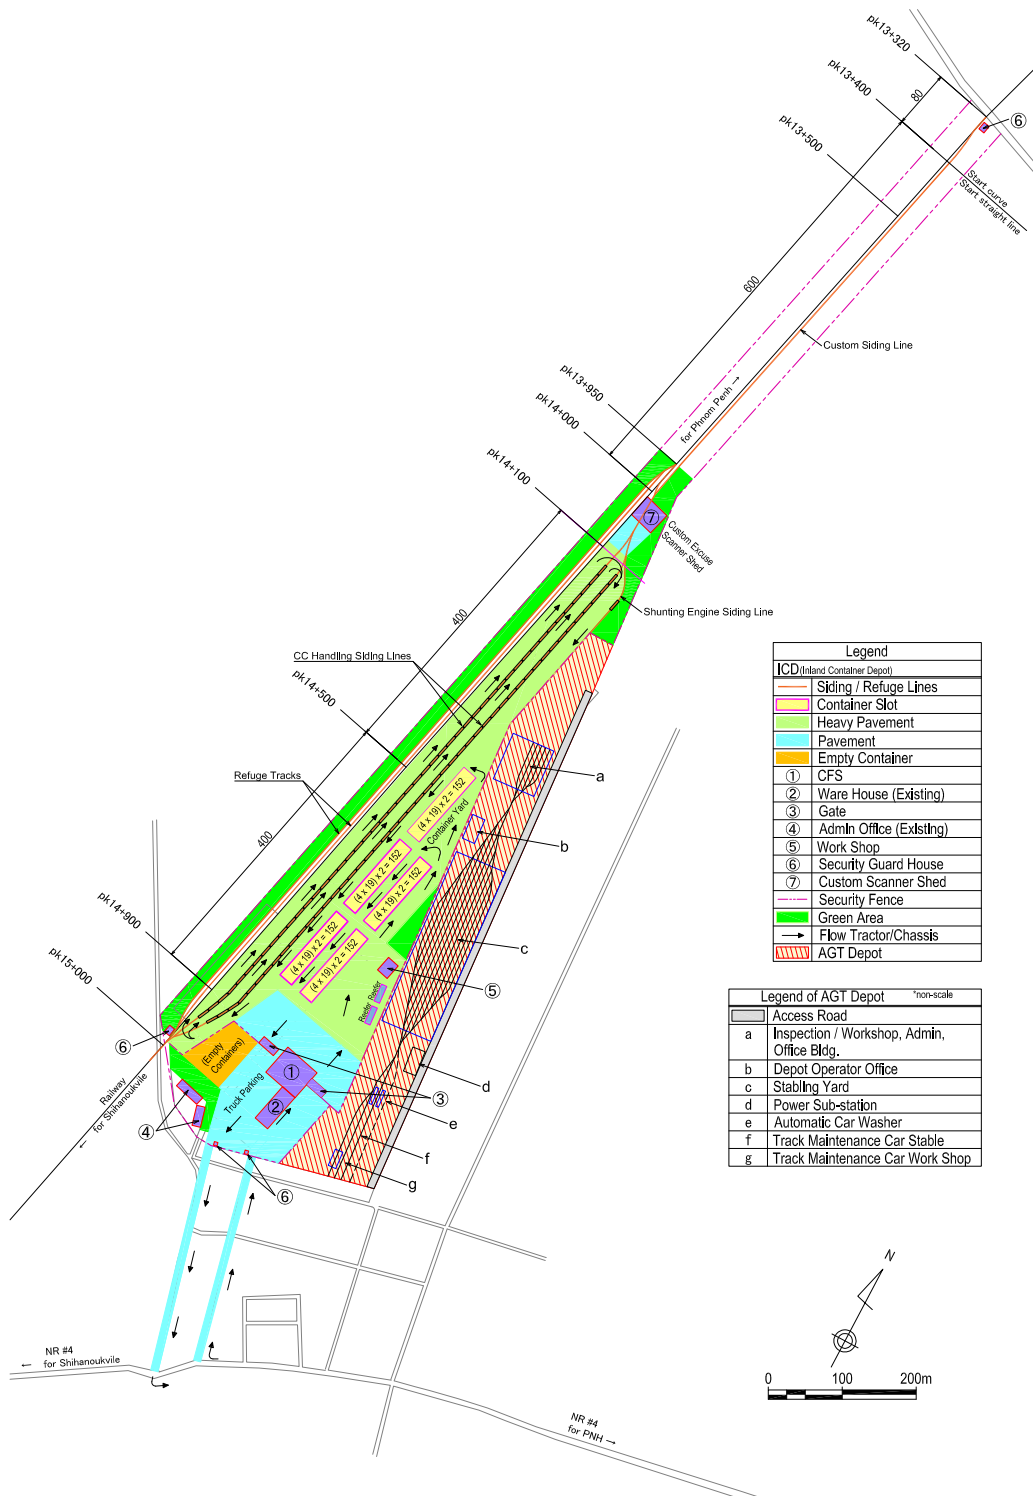 pk13+320
80
pk13+400
⑥
pk13+500
Start curve
Start straight line
600
Custom Siding Line
pk13+950
for Phnom Penh →
pk14+000
pk14+100
⑦
Custom Excuse
Scanner Shed
400
Shunting Engine Siding Line
CC Handling Siding Lines
pk14+500
Refuge Tracks
400
(4 x 19) x 2 = 152
Container Yard
(4 x 19) x 2 = 152
(4 x 19) x 2 = 152
(4 x 19) x 2 = 152
(4 x 19) x 2 = 152
pk14+900
pk15+000
a
b
c
⑤
Reefer
Reefer
⑥
(Empty
Containers)
Railway
for Shihanoukvile
←
Truck Parking
①
②
③
④
d
e
f
g
⑥
Legend
ICD(Inland Container Depot)
Siding / Refuge Lines
Container Slot
Heavy Pavement
Pavement
Empty Container
① CFS
② Ware House (Existing)
③ Gate
④ Admin Office (Existing)
⑤ Work Shop
⑥ Security Guard House
⑦ Custom Scanner Shed
Security Fence
Green Area
Flow Tractor/Chassis
AGT Depot
Legend of AGT Depot *non-scale
Access Road
a Inspection / Workshop, Admin,
Office Bldg.
b Depot Operator Office
c Stabling Yard
d Power Sub-station
e Automatic Car Washer
f Track Maintenance Car Stable
g Track Maintenance Car Work Shop
N
0 100 200m
NR #4
← for Shihanoukvile
NR #4
for PNH →